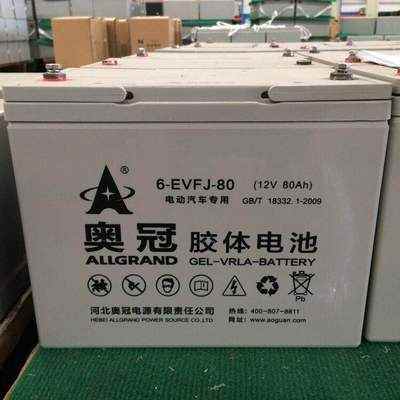 6-EVFJ-80 (12V 80Ah)
电动汽车专用 GB/T 18332.1-2009
A®
奥冠 胶体电池
ALLGRAND GEL-VRLA-BATTERY
Pb
河北奥冠电源有限责任公司 热线: 400-807-8811
HEBEI ALLGRAND POWER SOURCE CO.,LTD 网址: www.aoguan.com